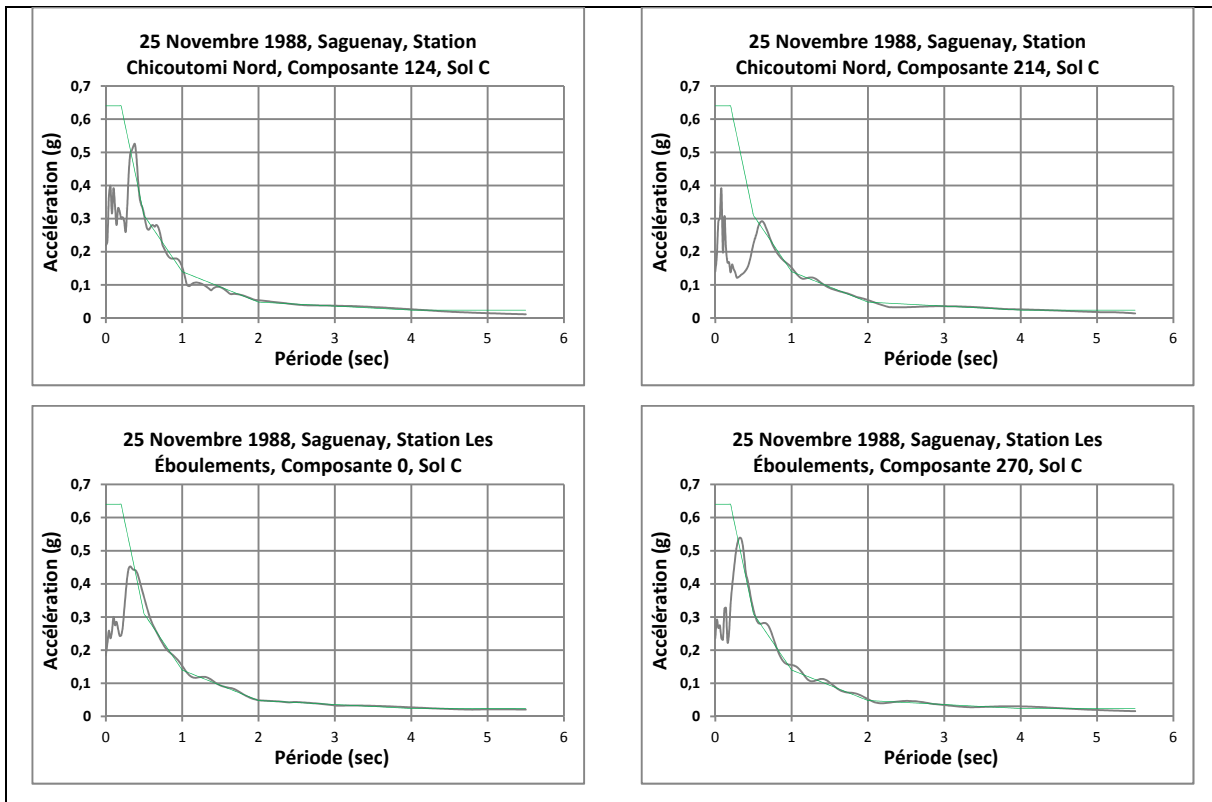 25 Novembre 1988, Saguenay, Station
Chicoutomi Nord, Composante 124, Sol C
Accélération (g)
0,7
0,6
0,5
0,4
0,3
0,2
0,1
0
0 1 2 3 4 5 6
Période (sec)
25 Novembre 1988, Saguenay, Station
Chicoutomi Nord, Composante 214, Sol C
Accélération (g)
0,7
0,6
0,5
0,4
0,3
0,2
0,1
0
0 1 2 3 4 5 6
Période (sec)
25 Novembre 1988, Saguenay, Station Les
Éboulements, Composante 0, Sol C
Accélération (g)
0,7
0,6
0,5
0,4
0,3
0,2
0,1
0
0 1 2 3 4 5 6
Période (sec)
25 Novembre 1988, Saguenay, Station Les
Éboulements, Composante 270, Sol C
Accélération (g)
0,7
0,6
0,5
0,4
0,3
0,2
0,1
0
0 1 2 3 4 5 6
Période (sec)